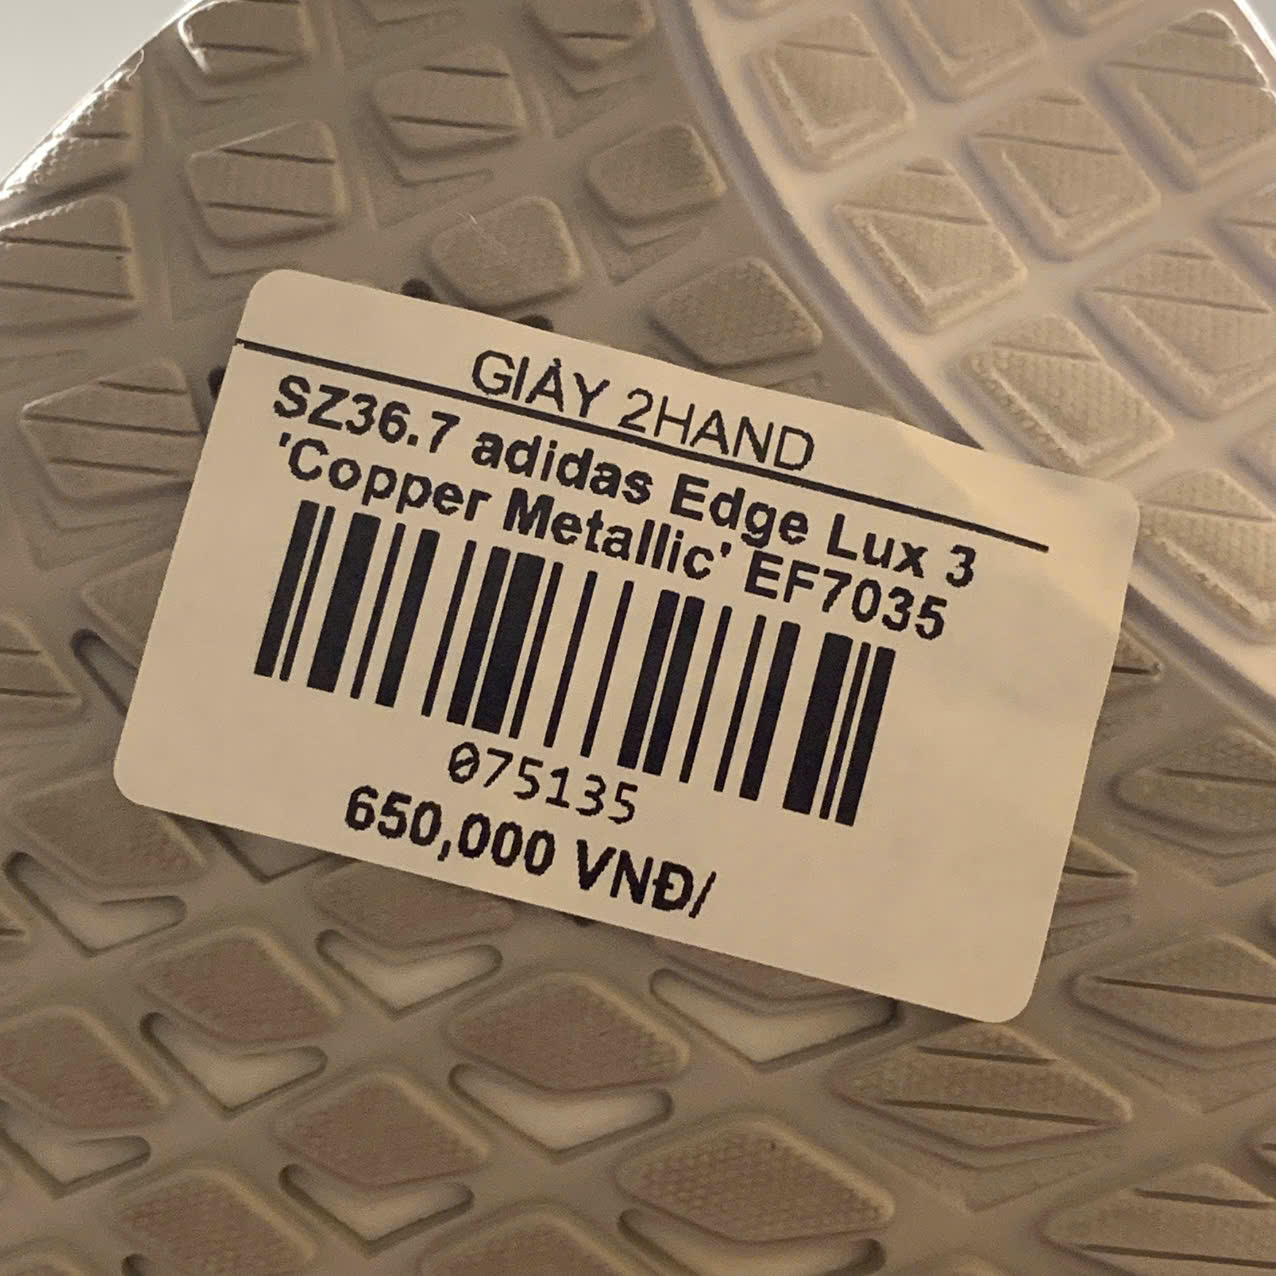 GIÀY 2HAND
SZ36.7 adidas Edge Lux 3
'Copper Metallic' EF7035
075135
650,000 VNĐ/